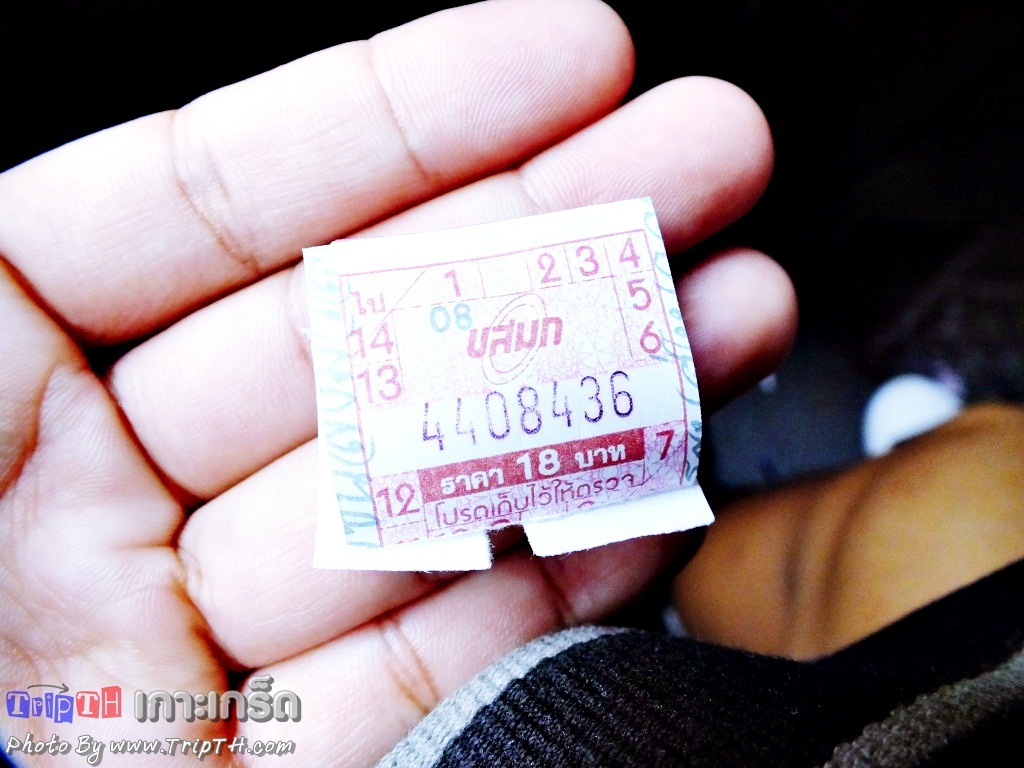 1 2 3 4
ไป 08 ขสมก 5
14 6
13
4408436
12 ราคา 18 บาท 7
โปรดเก็บไว้ให้ตรวจ
TripTH เกาะเกร็ด
Photo By www.TripTH.com